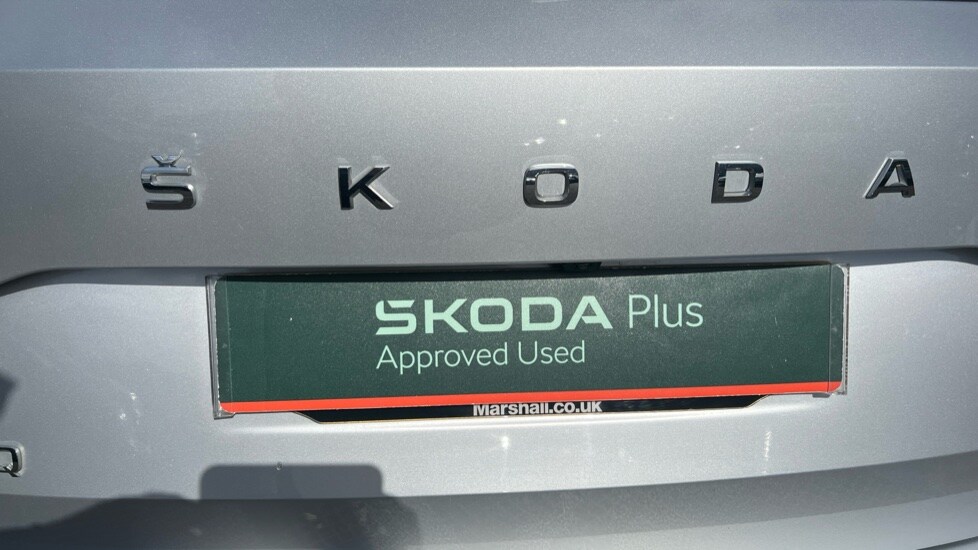 ŠKODA
ŠKODA Plus
Approved Used
Marshall.co.uk